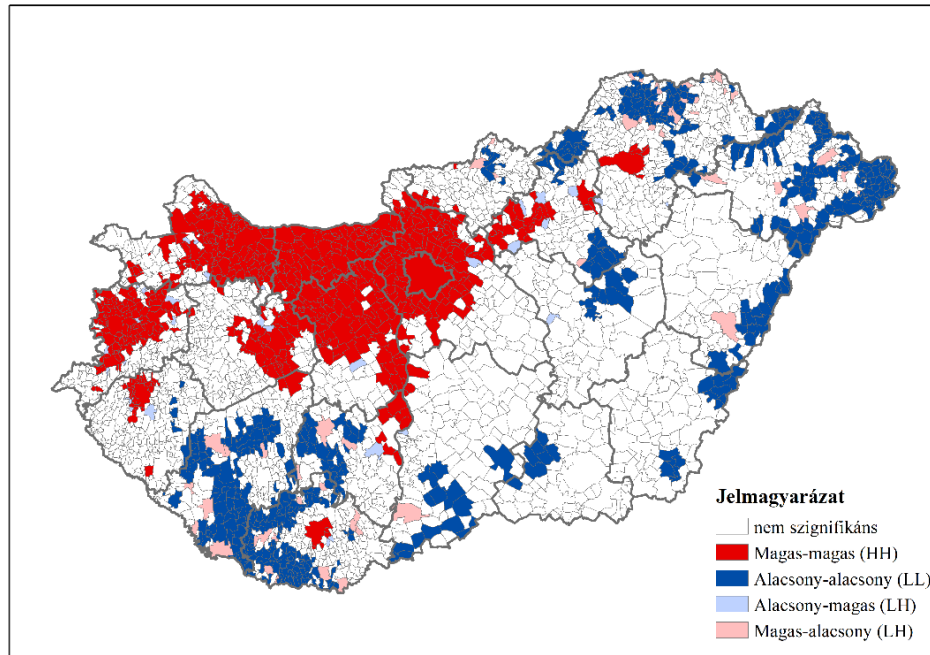 Jelmagyarázat
nem szignifikáns
Magas-magas (HH)
Alacsony-alacsony (LL)
Alacsony-magas (LH)
Magas-alacsony (LH)